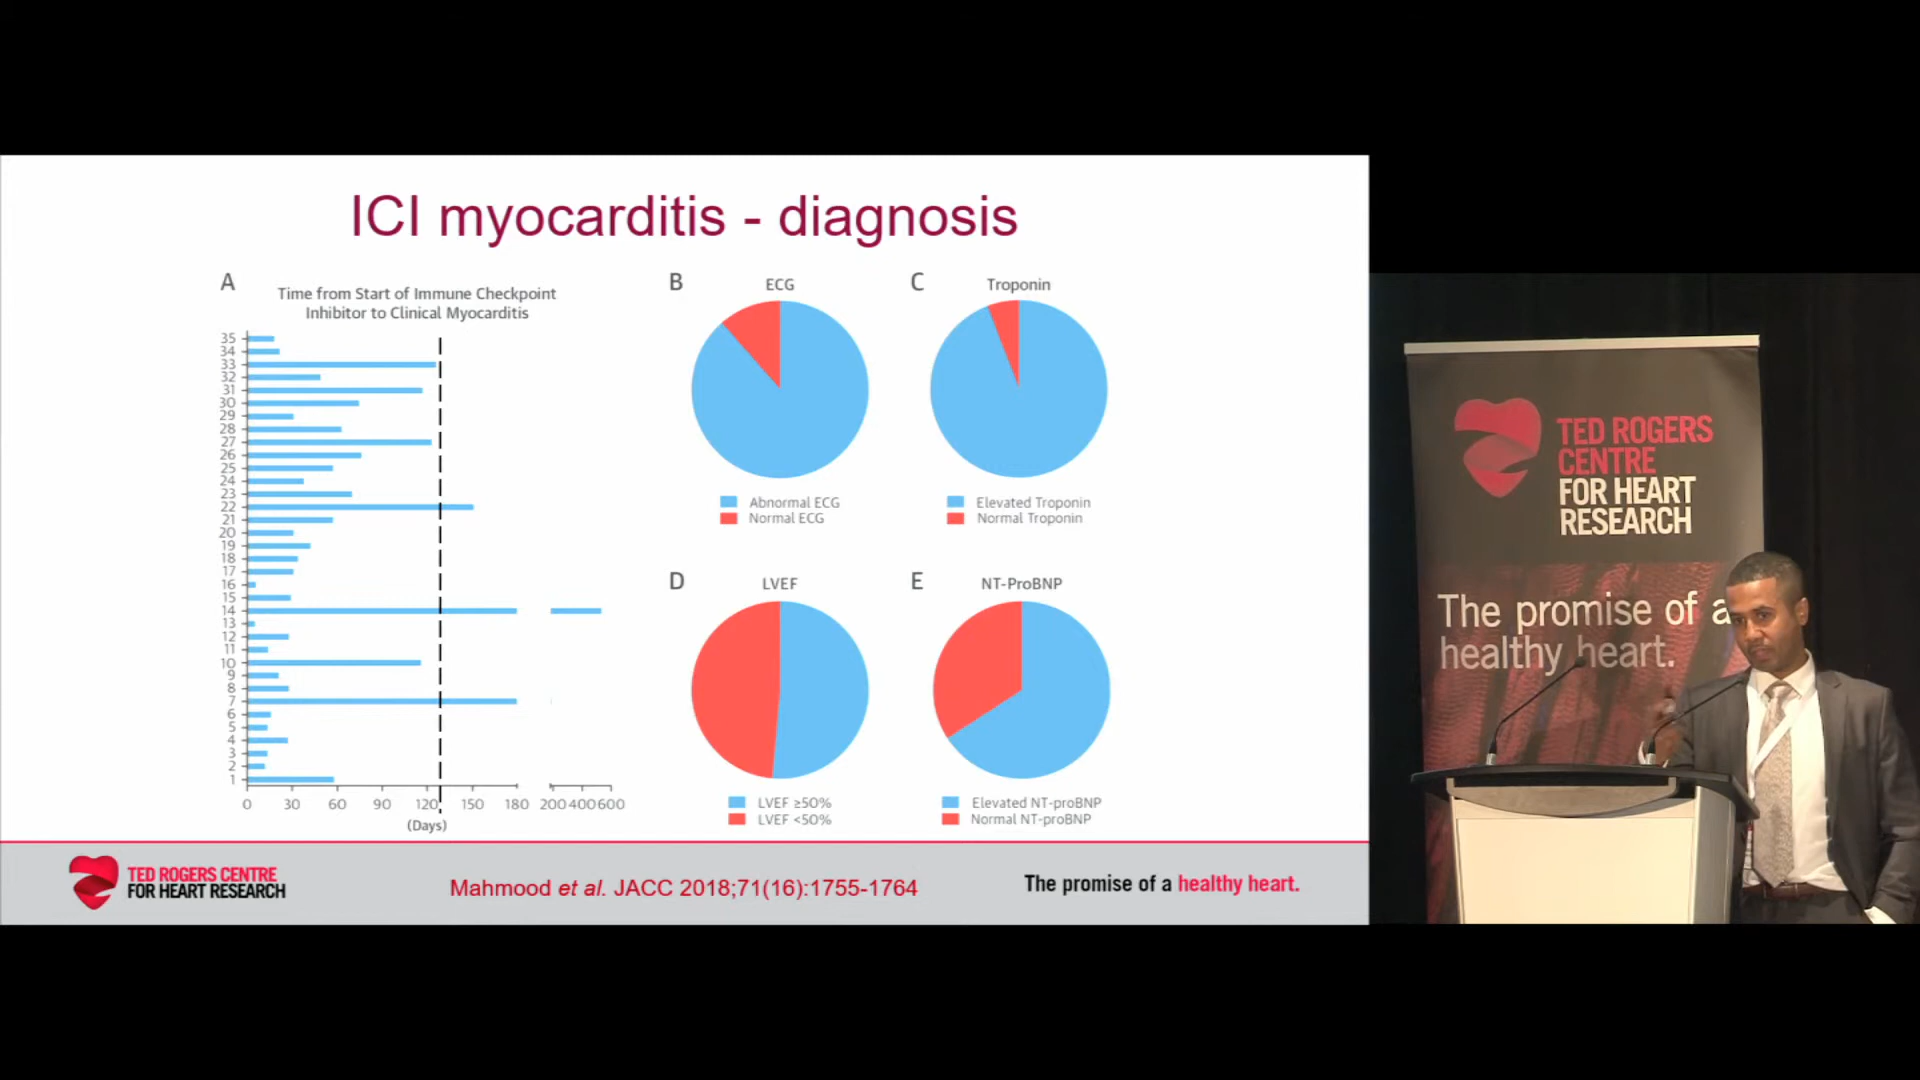 ICI myocarditis - diagnosis
A
Time from Start of Immune Checkpoint
Inhibitor to Clinical Myocarditis
35
34
33
32
31
30
29
28
27
26
25
24
23
22
21
20
19
18
17
16
15
14
13
12
11
10
9
8
7
6
5
4
3
2
1
0 30 60 90 120 150 180 200 400 600
(Days)
B
ECG
Abnormal ECG
Normal ECG
C
Troponin
Elevated Troponin
Normal Troponin
D
LVEF
LVEF ≥50%
LVEF <50%
E
NT-ProBNP
Elevated NT-proBNP
Normal NT-proBNP
TED ROGERS CENTRE
FOR HEART RESEARCH
Mahmood et al. JACC 2018;71(16):1755-1764
The promise of a healthy heart.
TED ROGERS
CENTRE
FOR HEART
RESEARCH
The promise of a
healthy heart.